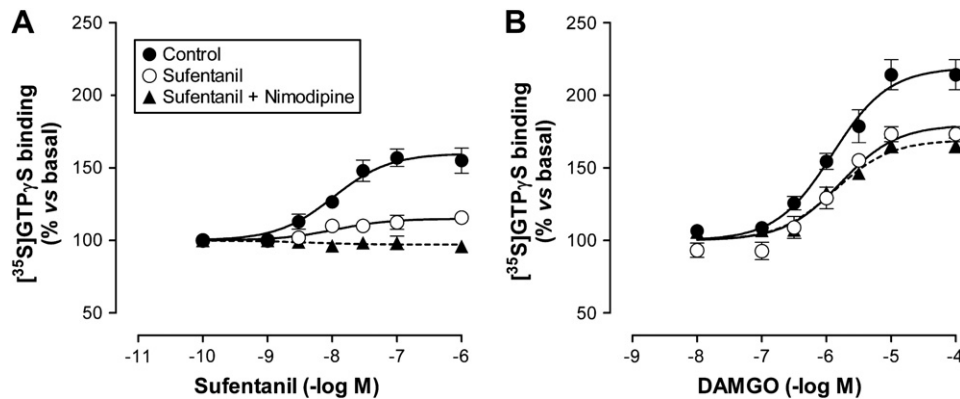 A
250
200
150
100
50
[³⁵S]GTPγS binding
(% vs basal)
Control
Sufentanil
Sufentanil + Nimodipine
-11 -10 -9 -8 -7 -6
Sufentanil (-log M)
B
250
200
150
100
50
[³⁵S]GTPγS binding
(% vs basal)
-9 -8 -7 -6 -5 -4
DAMGO (-log M)